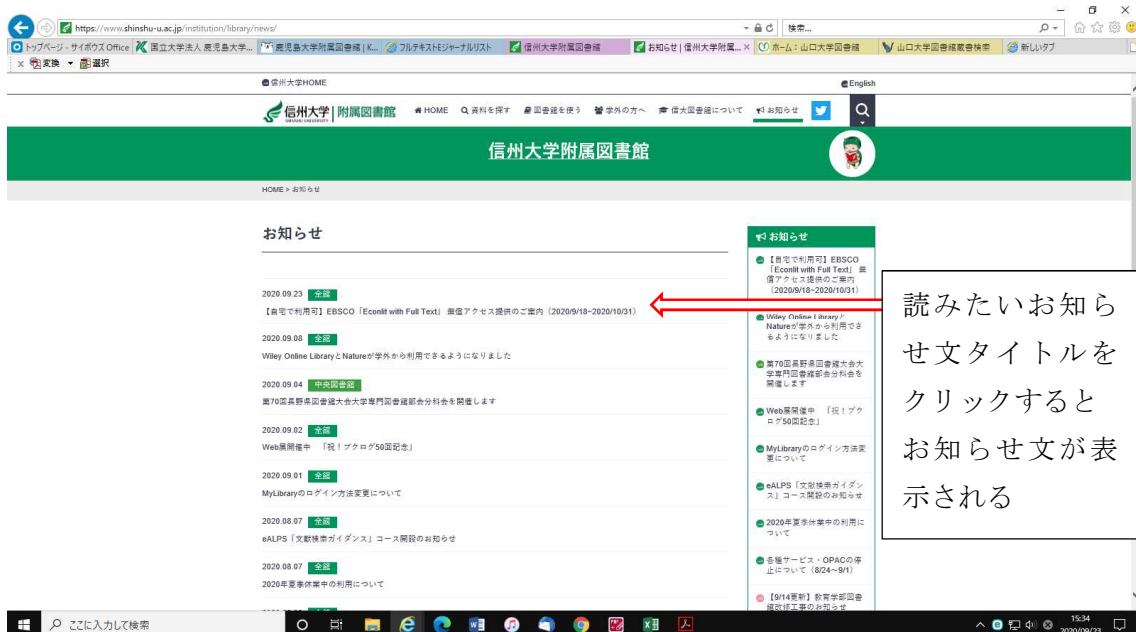 https://www.shinshu-u.ac.jp/institution/library/news/
検索...
トップページ - サイボウズ Office
国立大学法人 鹿児島大学...
鹿児島大学附属図書館 | K...
フルテキストジャーナルリスト
信州大学附属図書館
お知らせ | 信州大学附属... ×
ホーム : 山口大学図書館
山口大学図書館蔵書検索
新しいタブ
x 変換 ▼ 選択
信州大学HOME
English
信州大学 | 附属図書館
HOME
資料を探す
図書館を使う
学外の方へ
信大図書館について
お知らせ
信州大学附属図書館
HOME > お知らせ
お知らせ
2020.09.23 全館
【自宅で利用可】EBSCO「Econlit with Full Text」無償アクセス提供のご案内（2020/9/18~2020/10/31）
2020.09.08 全館
Wiley Online LibraryとNatureが学外から利用できるようになりました
2020.09.04 中央図書館
第70回長野県図書館大会大学専門図書館部会分科会を開催します
2020.09.02 全館
Web展開催中 「祝！ブクログ50回記念」
2020.09.01 全館
MyLibraryのログイン方法変更について
2020.08.07 全館
eALPS「文献検索ガイダンス」コース開設のお知らせ
2020.08.07 全館
2020年夏季休業中の利用について
お知らせ
【自宅で利用可】EBSCO
「Econlit with Full Text」無
償アクセス提供のご案内
（2020/9/18~2020/10/31）
Wiley Online Libraryと
Natureが学外から利用でき
るようになりました
第70回長野県図書館大会大
学専門図書館部会分科会を
開催します
Web展開催中 「祝！ブク
ログ50回記念」
MyLibraryのログイン方法変
更について
eALPS「文献検索ガイダン
ス」コース開設のお知らせ
2020年夏季休業中の利用に
ついて
各種サービス・OPACの停
止について（8/24~9/1）
【9/14更新】教育学部図書
館改修工事のお知らせ
読みたいお知ら
せ文タイトルを
クリックすると
お知らせ文が表
示される
ここに入力して検索
15:34
2020/09/23